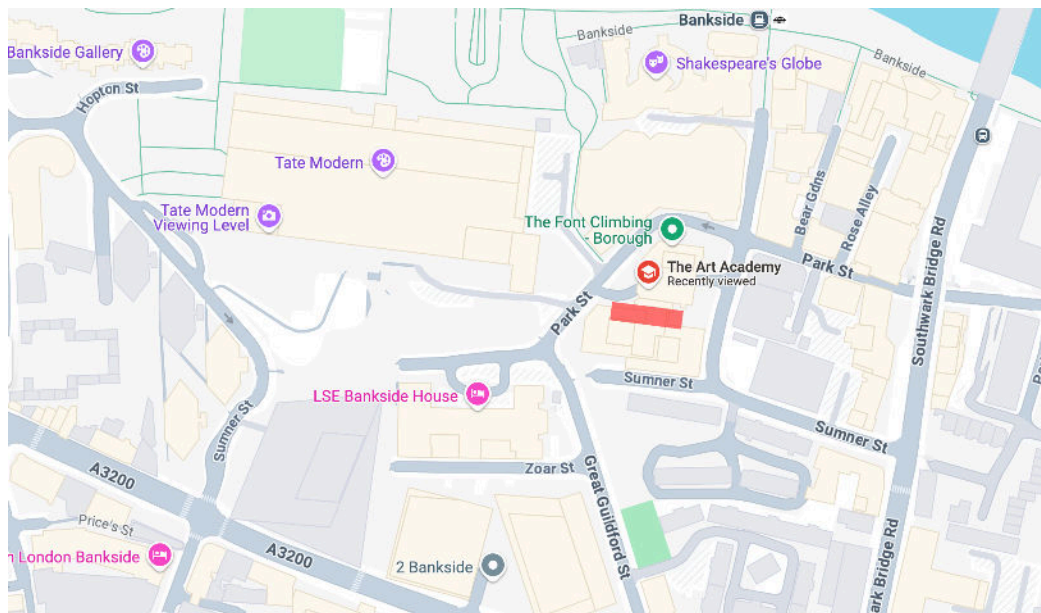 Bankside
Bankside
Bankside
Bankside Gallery
Shakespeare's Globe
Hopton St
Tate Modern
Tate Modern
Viewing Level
The Font Climbing
- Borough
Bear Gdns
Rose Alley
The Art Academy
Recently viewed
Park St
Park St
Southwark Bridge Rd
Sumner St
LSE Bankside House
Sumner St
Sumner St
A3200
Zoar St
Great Guildford St
Price's St
n London Bankside
A3200
2 Bankside
ark Bridge Rd